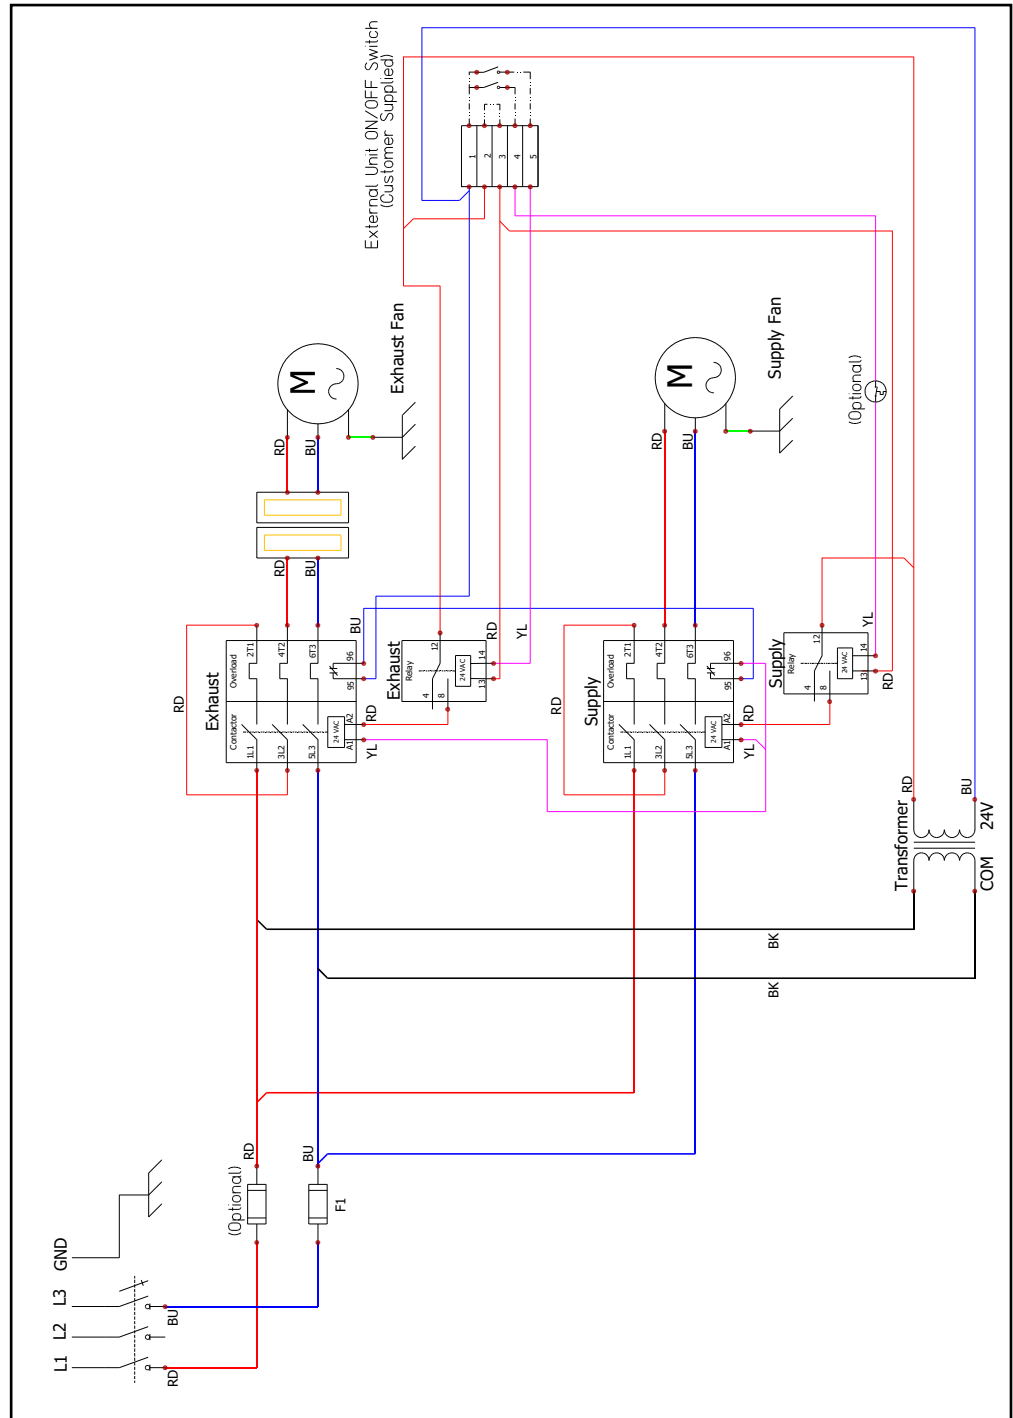 External Unit ON/OFF Switch
(Customer Supplied)
1
2
3
4
5
M
Exhaust Fan
RD
BU
M
Supply Fan
RD
BU
(Optional)
RD
BU
Exhaust
Contactor
Overload
2T1
4T2
6T3
96
95
1L1
3L2
5L3
24 VAC
A2
A1
RD
BU
RD
YL
Exhaust
Relay
12
4
8
24VAC
14
13
RD
YL
Supply
Contactor
Overload
2T1
4T2
6T3
96
95
1L1
3L2
5L3
24 VAC
A2
A1
RD
RD
YL
Supply
Relay
12
4
8
24 VAC
14
13
YL
RD
Transformer
RD
BU
24V
COM
BK
BK
RD
BU
(Optional)
F1
GND
L3
L2
L1
BU
RD